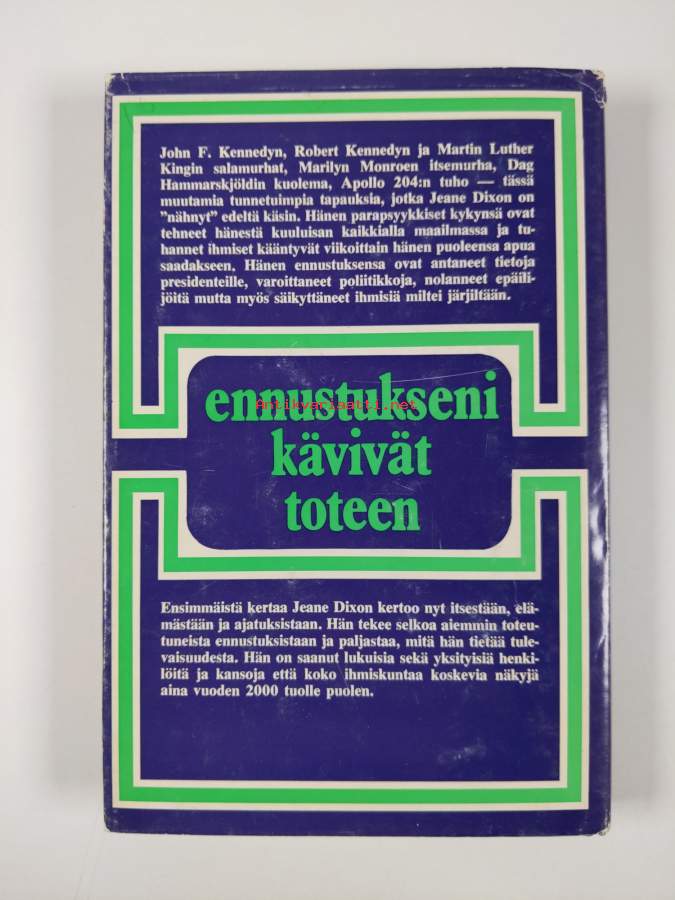 John F. Kennedyn, Robert Kennedyn ja Martin Luther
Kingin salamurhat, Marilyn Monroen itsemurha, Dag
Hammarskjöldin kuolema, Apollo 204:n tuho — tässä
muutamia tunnetuimpia tapauksia, jotka Jeane Dixon on
”nähnyt” edeltä käsin. Hänen parapsyykkiset kykynsä ovat
tehneet hänestä kuuluisan kaikkialla maailmassa ja tu-
hannet ihmiset kääntyvät viikoittain hänen puoleensa apua
saadakseen. Hänen ennustuksensa ovat antaneet tietoja
presidenteille, varoittaneet poliitikkoja, nolanneet epäili-
jöitä mutta myös säikyttäneet ihmisiä miltei järjiltään.
ennustukseni
Antikvariaatti.net
kävivät
toteen
Ensimmäistä kertaa Jeane Dixon kertoo nyt itsestään, elä-
mästään ja ajatuksistaan. Hän tekee selkoa aiemmin toteu-
tuneista ennustuksistaan ja paljastaa, mitä hän tietää tule-
vaisuudesta. Hän on saanut lukuisia sekä yksityisiä henki-
löitä ja kansoja että koko ihmiskuntaa koskevia näkyjä
aina vuoden 2000 tuolle puolen.